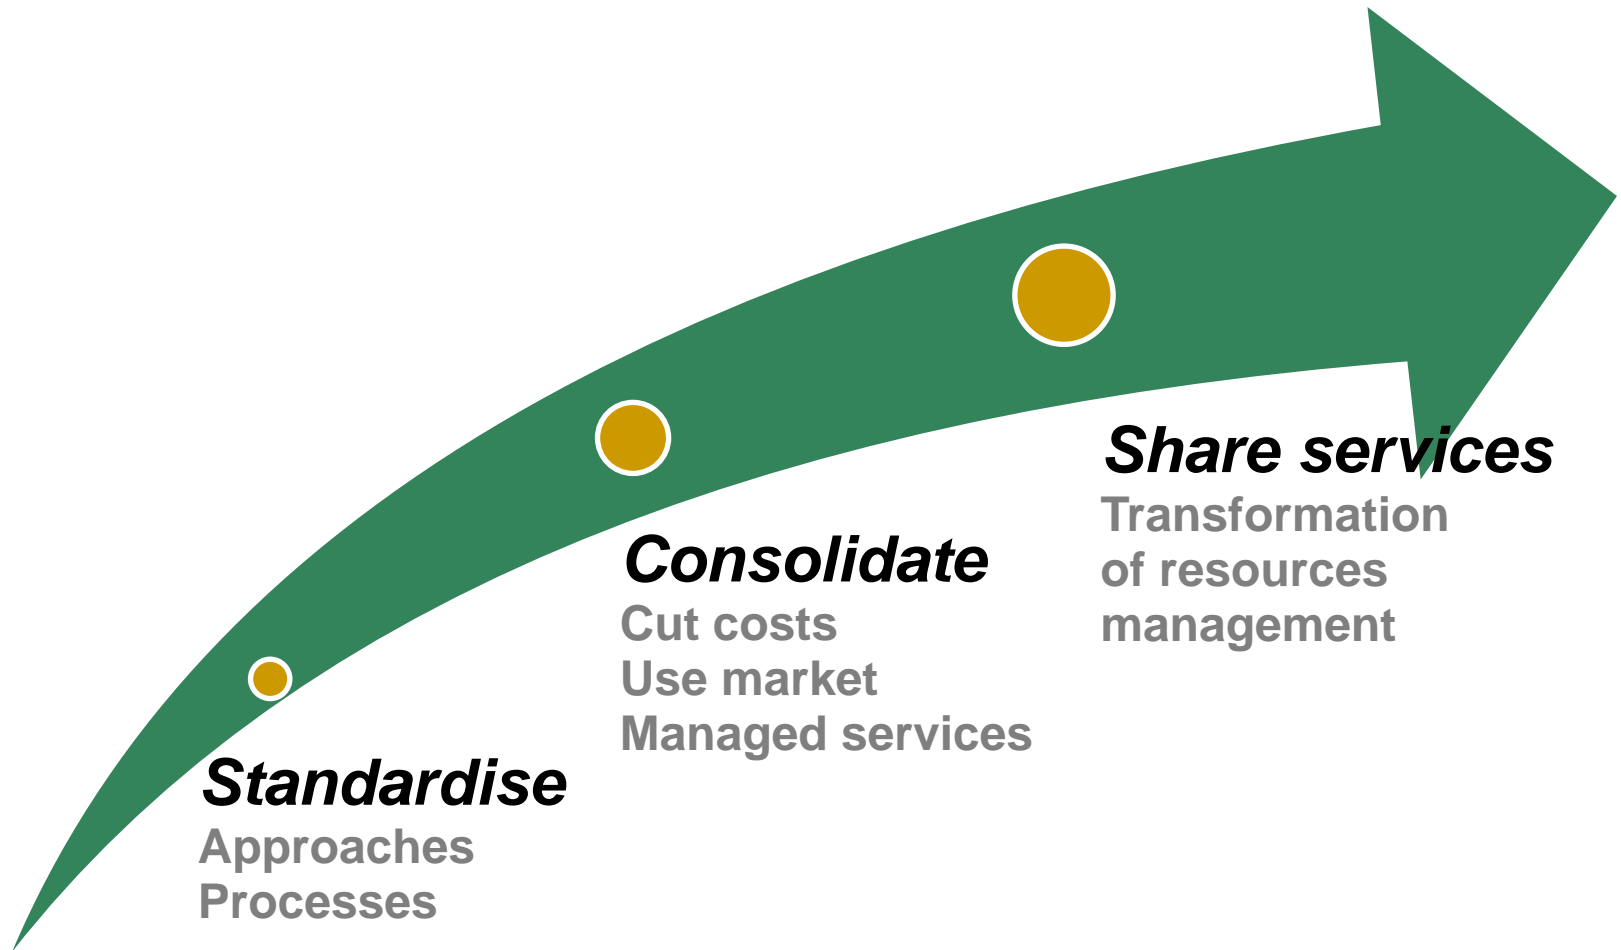 Standardise
Approaches
Processes
Consolidate
Cut costs
Use market
Managed services
Share services
Transformation
of resources
management